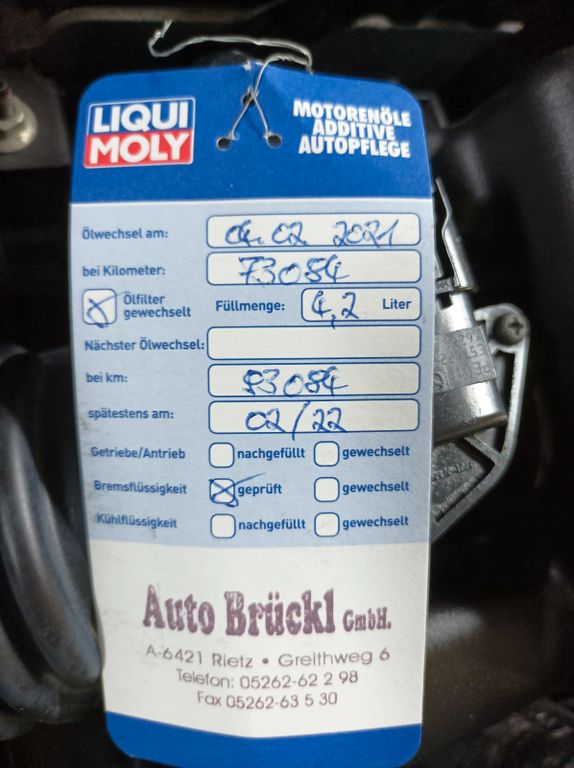 LIQUI
MOLY
MOTORENÖLE
ADDITIVE
AUTOPFLEGE
Ölwechsel am: 04.02.2021
bei Kilometer: 73084
Ölfilter
gewechselt
Füllmenge: 4,2 Liter
Nächster Ölwechsel:
bei km: 83084
spätestens am: 02/22
Getriebe/Antrieb nachgefüllt gewechselt
Bremsflüssigkeit geprüft gewechselt
Kühlflüssigkeit nachgefüllt gewechselt
Auto Brückl GmbH.
A-6421 Rietz • Greithweg 6
Telefon: 05262-62 2 98
Fax 05262-63 5 30